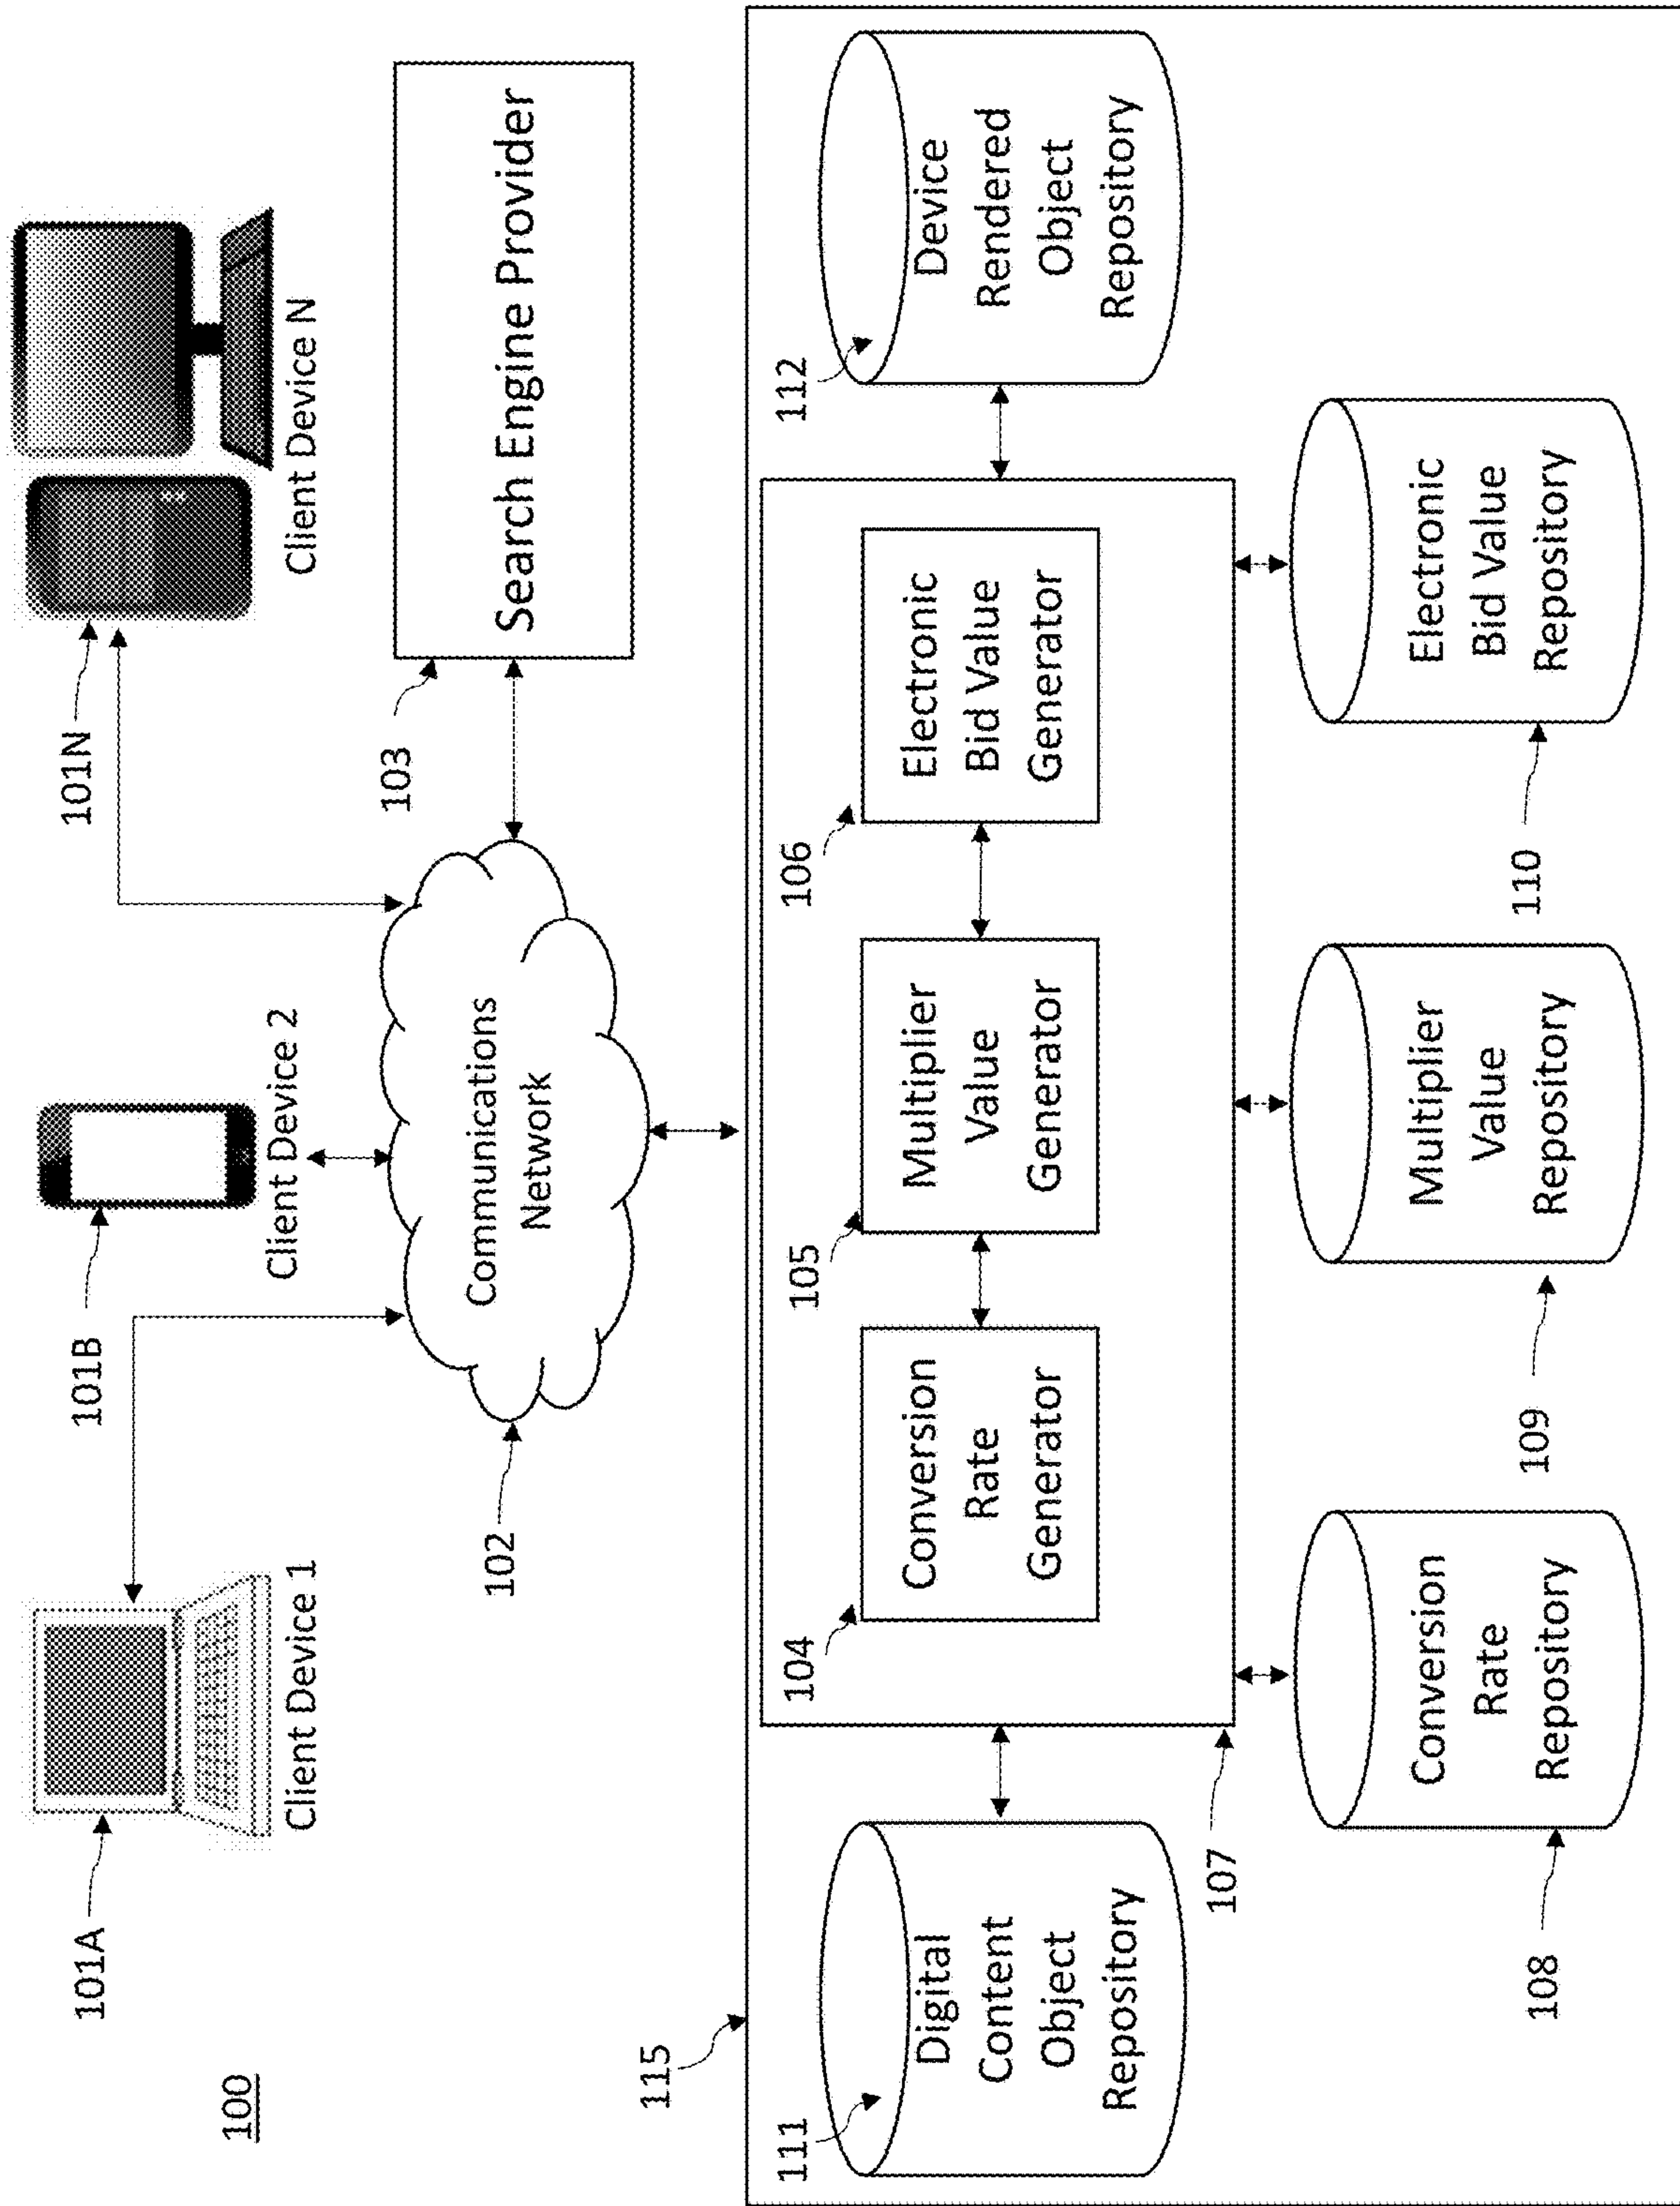 100
101A
Client Device 1
101B
Client Device 2
101N
Client Device N
102
Communications
Network
103
Search Engine Provider
115
111
Digital
Content
Object
Repository
107
104
Conversion
Rate
Generator
105
Multiplier
Value
Generator
106
Electronic
Bid Value
Generator
112
Device
Rendered
Object
Repository
108
Conversion
Rate
Repository
109
Multiplier
Value
Repository
110
Electronic
Bid Value
Repository